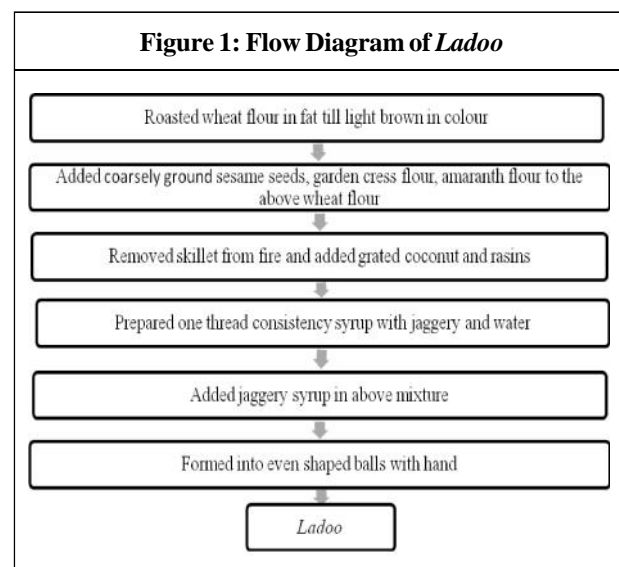 Figure 1: Flow Diagram of Ladoo
Roasted wheat flour in fat till light brown in colour
Added coarsely ground sesame seeds, garden cress flour, amaranth flour to the
above wheat flour
Removed skillet from fire and added grated coconut and rasins
Prepared one thread consistency syrup with jaggery and water
Added jaggery syrup in above mixture
Formed into even shaped balls with hand
Ladoo